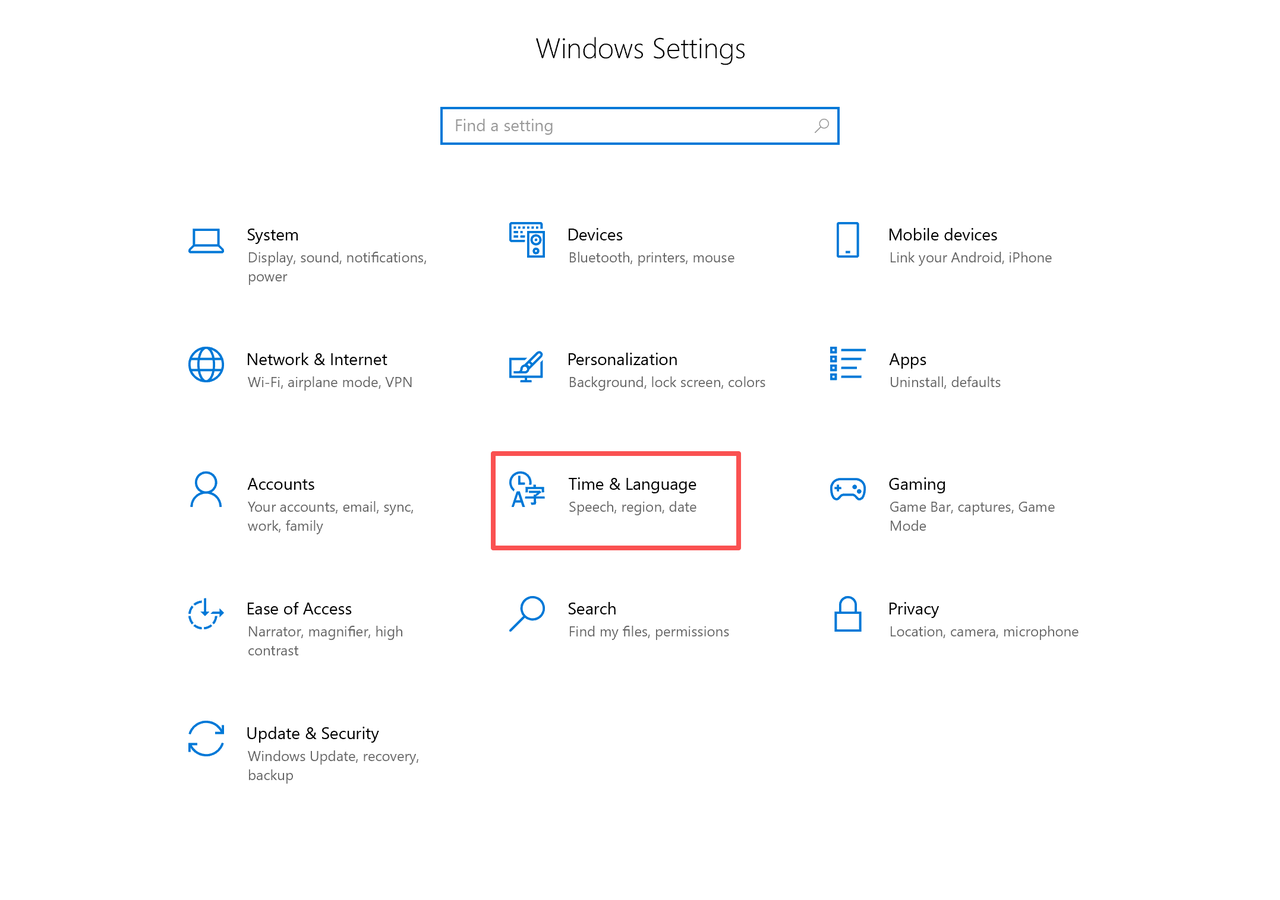 Windows Settings
Find a setting
System
Display, sound, notifications,
power
Devices
Bluetooth, printers, mouse
Mobile devices
Link your Android, iPhone
Network & Internet
Wi-Fi, airplane mode, VPN
Personalization
Background, lock screen, colors
Apps
Uninstall, defaults
Accounts
Your accounts, email, sync,
work, family
A字
Time & Language
Speech, region, date
Gaming
Game Bar, captures, Game
Mode
Ease of Access
Narrator, magnifier, high
contrast
Search
Find my files, permissions
Privacy
Location, camera, microphone
Update & Security
Windows Update, recovery,
backup